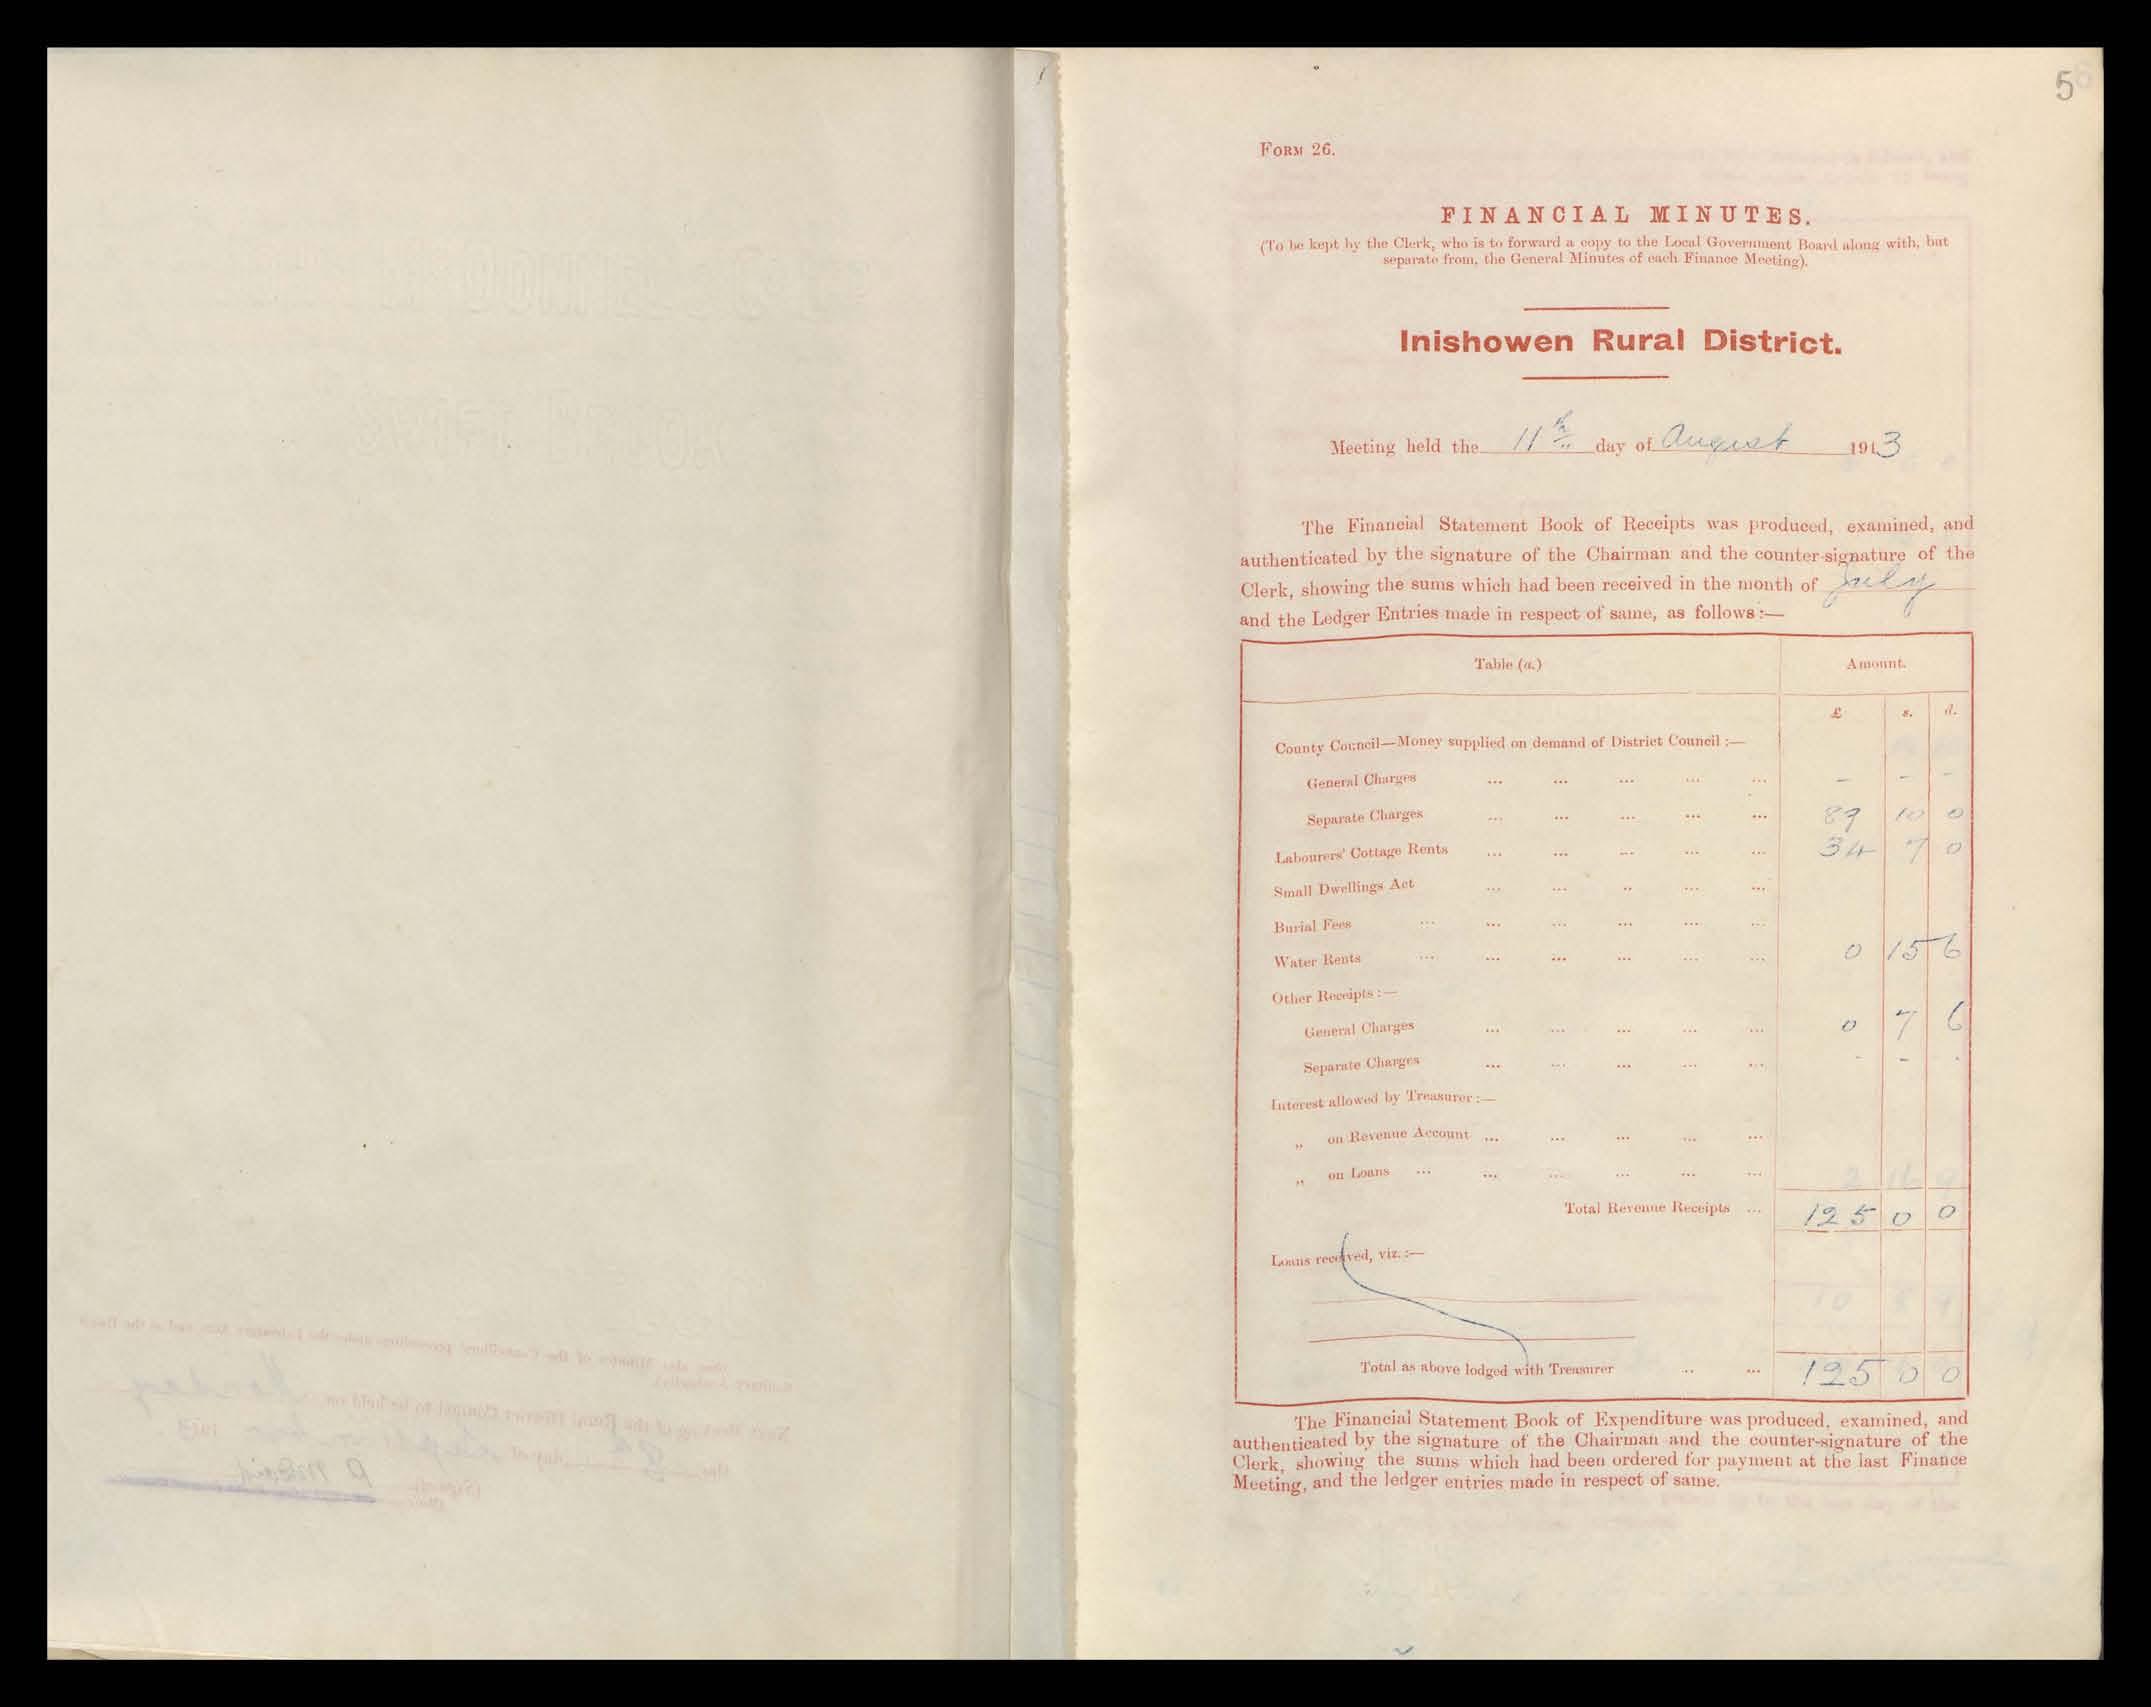 5
FORM 26.
FINANCIAL MINUTES.
(To be kept by the Clerk, who is to forward a copy to the Local Government Board along with, but
separate from, the General Minutes of each Finance Meeting).
Inishowen Rural District.
Meeting held the 11th day of August 1913
The Financial Statement Book of Receipts was produced, examined, and
authenticated by the signature of the Chairman and the counter-signature of the
Clerk, showing the sums which had been received in the month of July
and the Ledger Entries made in respect of same, as follows :—
Table (a.) Amount.
£ s. d.
County Council—Money supplied on demand of District Council :—
General Charges ... ... ... ... ... - - -
Separate Charges ... ... ... ... ... 89 10 0
Labourers' Cottage Rents ... ... ... ... ... 34 7 0
Small Dwellings Act ... ... .. ... ...
Burial Fees ... ... ... ... ... ...
Water Rents ... ... ... ... ... ... 0 15 6
Other Receipts :—
General Charges ... ... ... ... ... 0 7 6
Separate Charges ... ... ... ... ... - - -
Interest allowed by Treasurer :—
„ on Revenue Account ... ... ... ... ...
„ on Loans ... ... ... ... ... ...
Total Revenue Receipts ... 125 0 0
Loans received, viz. :—
Total as above lodged with Treasurer .. ... 125 0 0
The Financial Statement Book of Expenditure was produced, examined, and
authenticated by the signature of the Chairman and the counter-signature of the
Clerk, showing the sums which had been ordered for payment at the last Finance
Meeting, and the ledger entries made in respect of same.